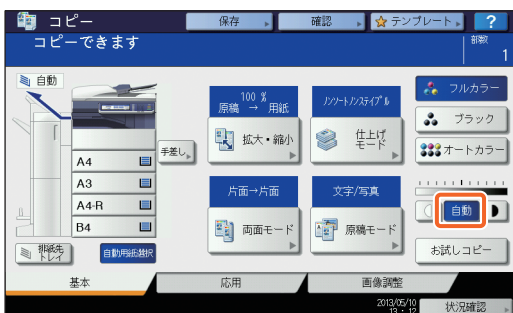 コピー
保存
確認
テンプレート
?
コピーできます
部数
1
自動
手差し
A4
A3
A4-R
B4
排紙先
トレイ
自動用紙選択
100 %
原稿 → 用紙
拡大・縮小
ノンソート/ノンステイプル
仕上げ
モード
片面→片面
両面モード
文字/写真
原稿モード
フルカラー
ブラック
オートカラー
自動
お試しコピー
基本
応用
画像調整
2013/05/10
13 : 12
状況確認